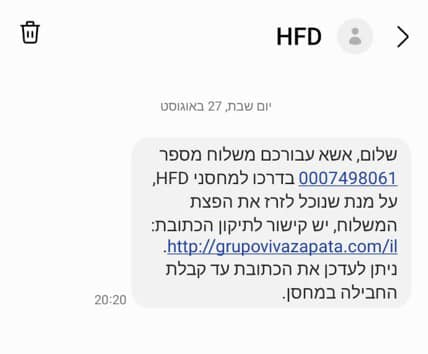 HFD
יום שבת, 27 באוגוסט
שלום, אשא עבורכם משלוח מספר
0007498061 בדרכו למחסני HFD,
על מנת שנוכל לזרז את הפצת
המשלוח, יש קישור לתיקון הכתובת:
http://grupovivazapata.com/il.
ניתן לעדכן את הכתובת עד קבלת
החבילה במחסן.
20:20